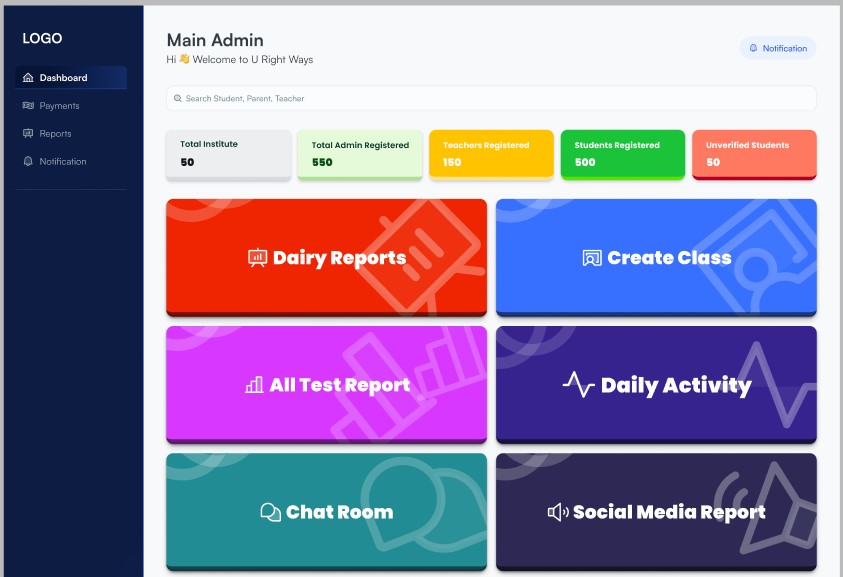 LOGO
Dashboard
Payments
Reports
Notification
Main Admin
Hi 👋 Welcome to U Right Ways
Notification
Search Student, Parent, Teacher
Total Institute
50
Total Admin Registered
550
Teachers Registered
150
Students Registered
500
Unverified Students
50
Dairy Reports
Create Class
All Test Report
Daily Activity
Chat Room
Social Media Report